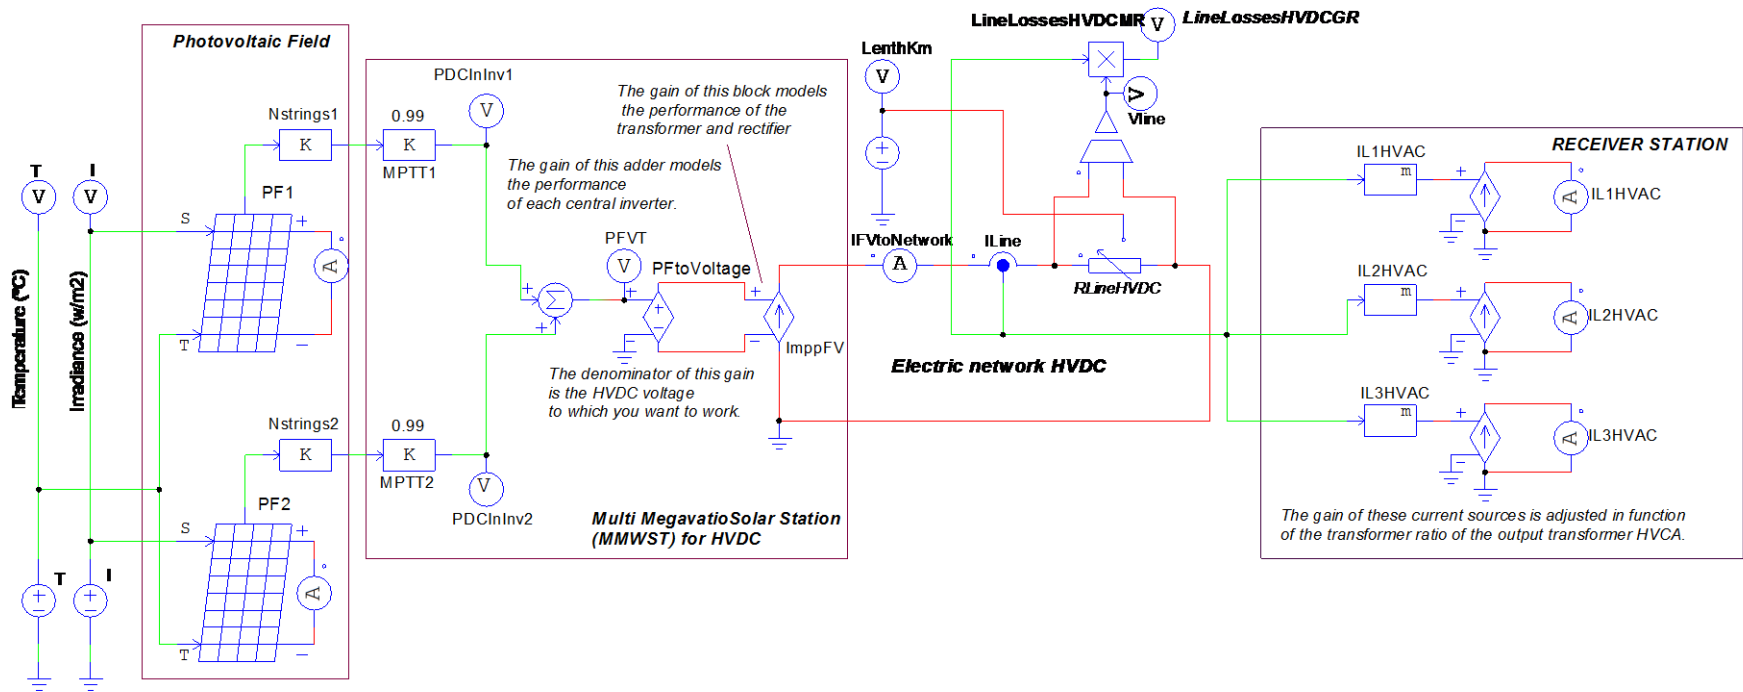 Photovoltaic Field
LineLossesHVDCMR
LineLossesHVDCGR
V
LenthKm
V
PDCInInv1
V
The gain of this block models
the performance of the
transformer and rectifier
V
Vline
Nstrings1
K
0.99
K
MPTT1
The gain of this adder models
the performance
of each central inverter.
RECEIVER STATION
IL1HVAC
m
A
IL1HVAC
T
V
I
V
PF1
S
A
T
PFVT
V
PFtoVoltage
Σ
ImppFV
IFVtoNetwork
A
ILine
RLineHVDC
IL2HVAC
m
A
IL2HVAC
Temperature (ºC)
Irradiance (w/m2)
The denominator of this gain
is the HVDC voltage
to which you want to work.
Electric network HVDC
IL3HVAC
m
A
IL3HVAC
Nstrings2
K
0.99
K
MPTT2
V
PDCInInv2
PF2
S
A
T
Multi MegavatioSolar Station
(MMWST) for HVDC
The gain of these current sources is adjusted in function
of the transformer ratio of the output transformer HVCA.
T
I